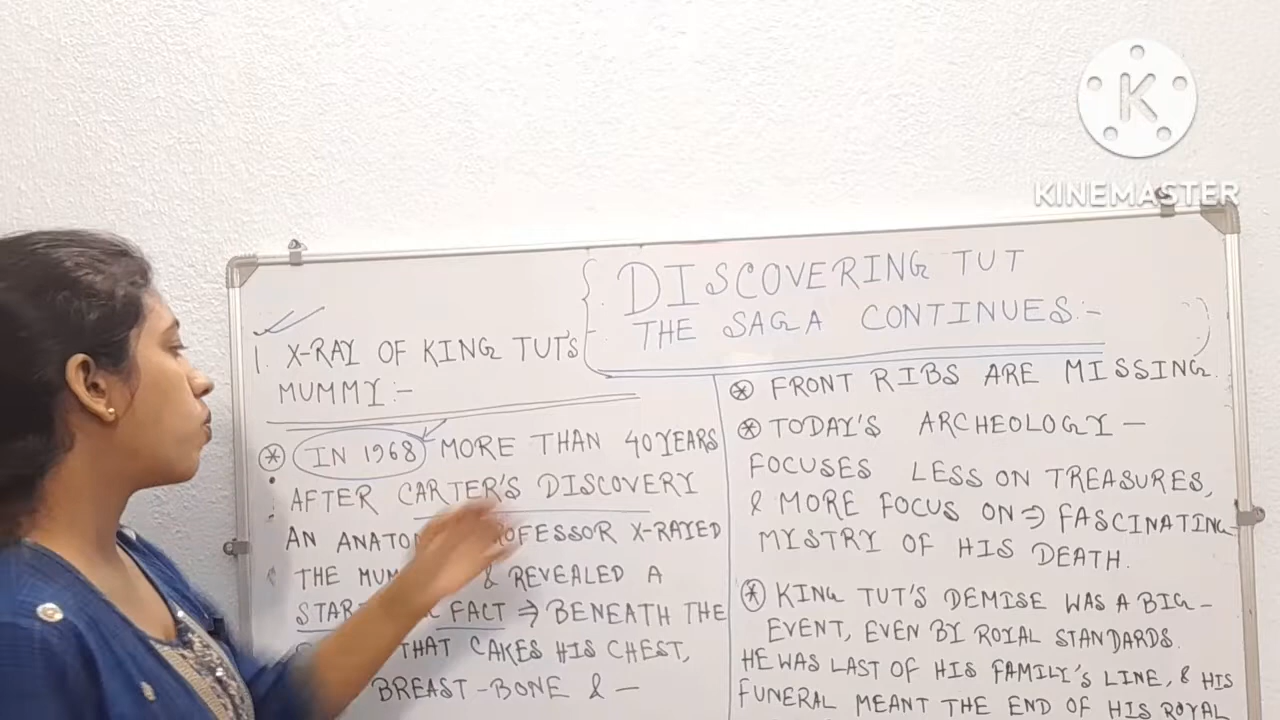 K
KINEMASTER
DISCOVERING TUT
THE SAGA CONTINUES:-
1. X-RAY OF KING TUT'S
MUMMY:-
IN 1968 MORE THAN 40 YEARS
AFTER CARTER'S DISCOVERY
AN X-RAYED
THE & REVEALED A
FACT ⇒ BENEATH THE
THAT CAKES HIS CHEST,
BREAST-BONE & -
FRONT RIBS ARE MISSING.
TODAY'S ARCHEOLOGY -
FOCUSES LESS ON TREASURES,
& MORE FOCUS ON ⇒ FASCINATING
MYSTRY OF HIS DEATH.
KING TUT'S DEMISE WAS A BIG -
EVENT, EVEN BY ROYAL STANDARDS.
HE WAS LAST OF HIS FAMILY'S LINE, & HIS
FUNERAL MEANT THE END OF HIS ROYAL